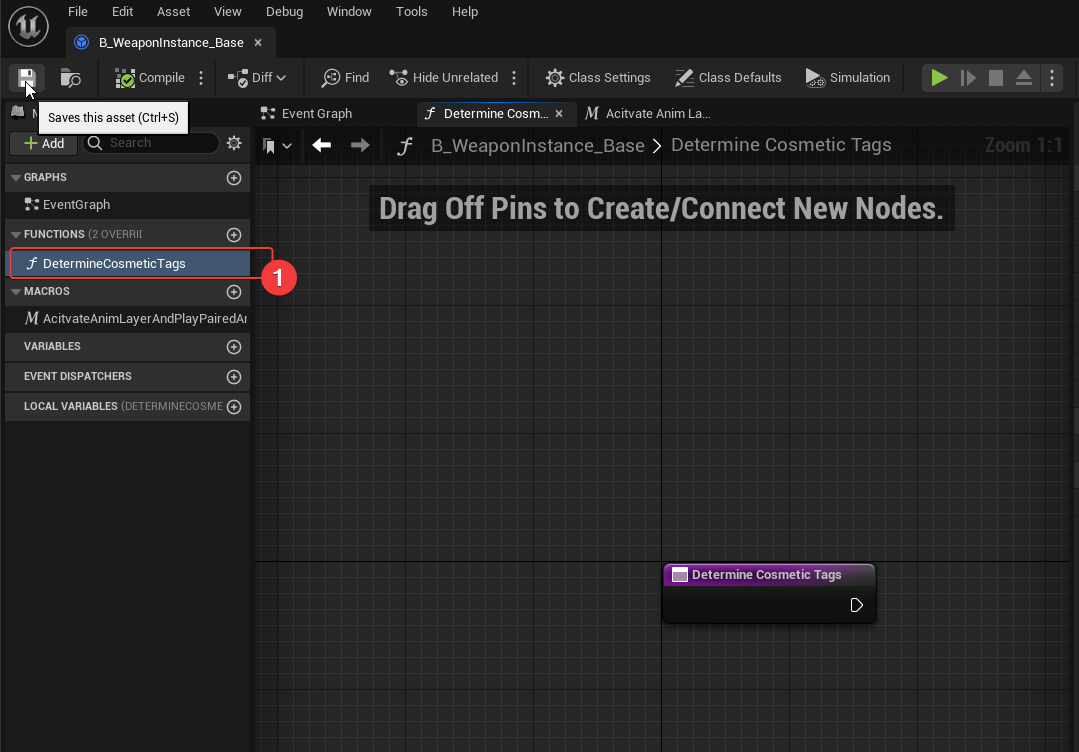 File Edit Asset View Debug Window Tools Help
B_WeaponInstance_Base
Compile Diff Find Hide Unrelated Class Settings Class Defaults Simulation
Saves this asset (Ctrl+S)
M
Event Graph Determine Cosm... Acitvate Anim La...
Add Search
B_WeaponInstance_Base Determine Cosmetic Tags Zoom 1:1
GRAPHS
EventGraph
Drag Off Pins to Create/Connect New Nodes.
FUNCTIONS (2 OVERRI
DetermineCosmeticTags
1
MACROS
AcitvateAnimLayerAndPlayPairedAr
VARIABLES
EVENT DISPATCHERS
LOCAL VARIABLES (DETERMINECOSME
Determine Cosmetic Tags